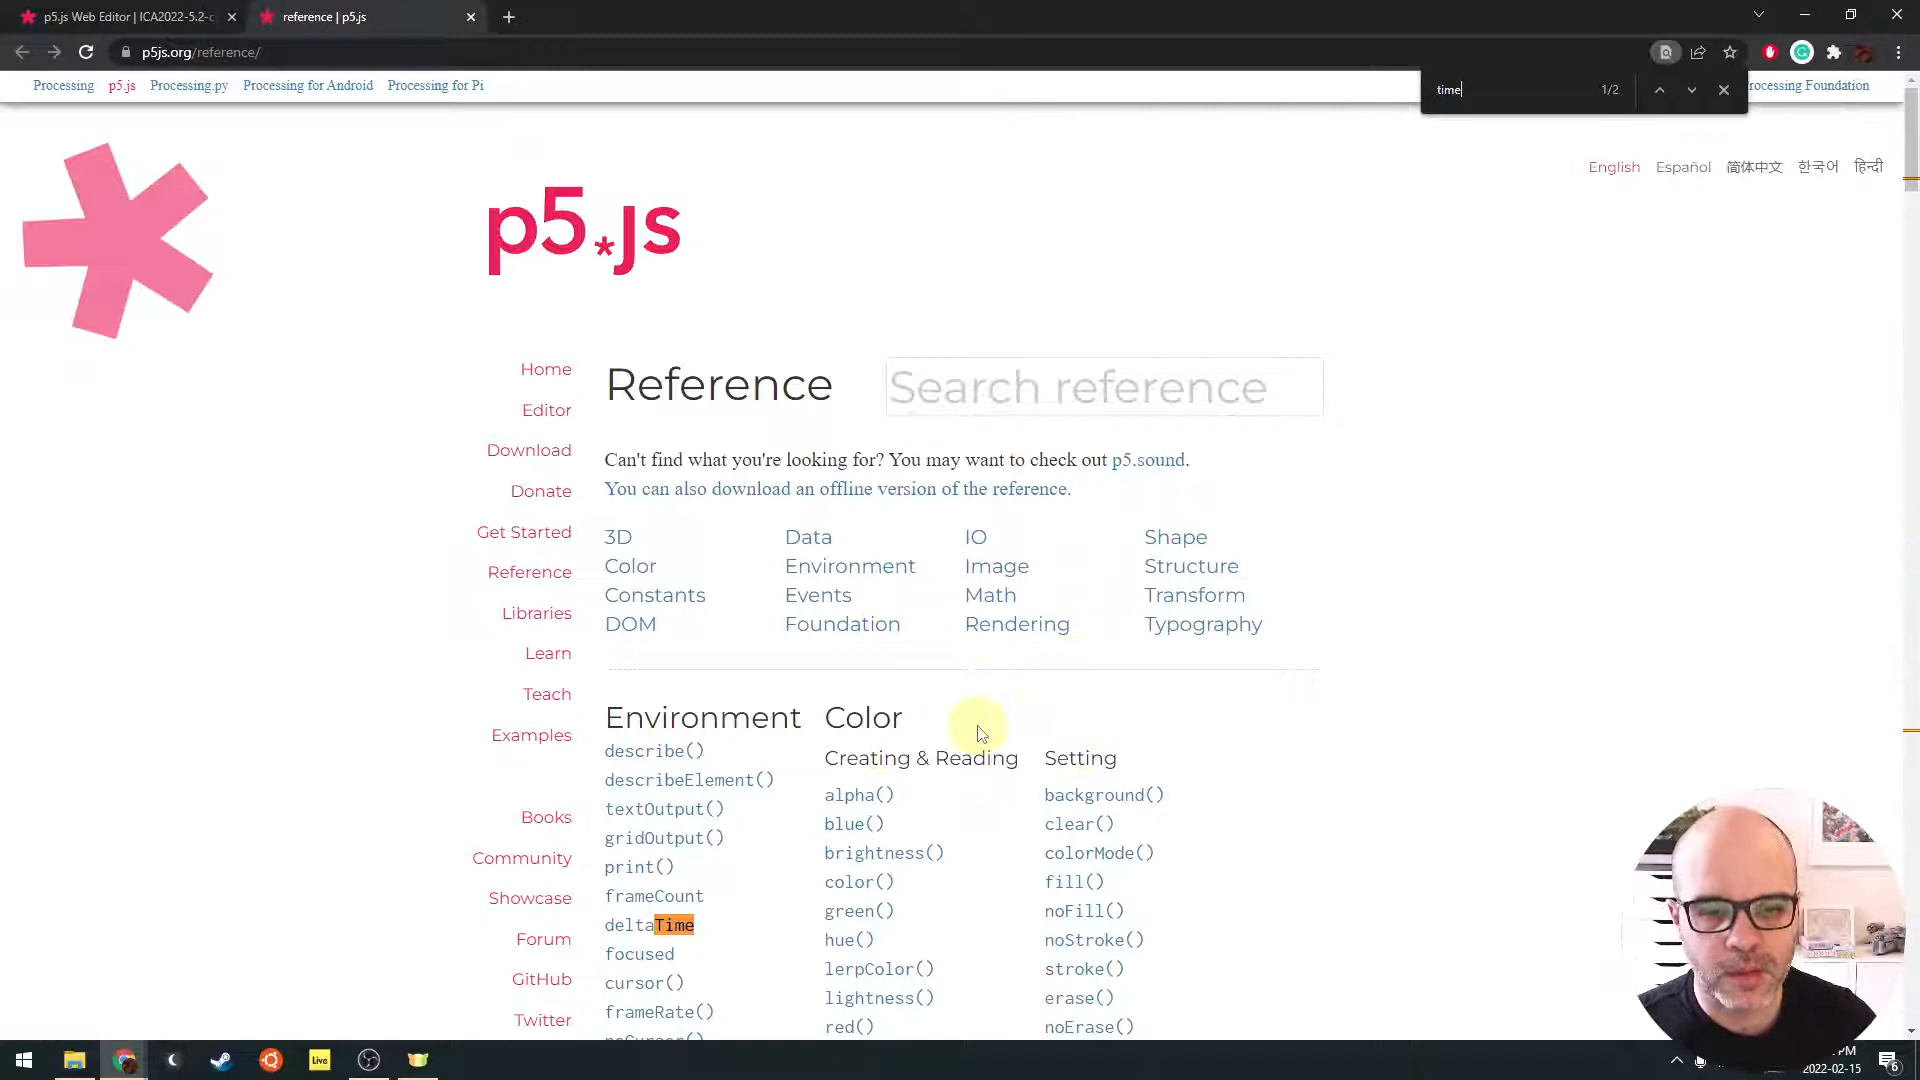 p5.js Web Editor | ICA2022-5.2-c
reference | p5.js
p5js.org/reference/
Processing p5.js Processing.py Processing for Android Processing for Pi
time 1/2
rocessing Foundation
English Español 简体中文 한국어 हिन्दी
p5.js
Home
Editor
Download
Donate
Get Started
Reference
Libraries
Learn
Teach
Examples
Books
Community
Showcase
Forum
GitHub
Twitter
Reference
Search reference
Can't find what you're looking for? You may want to check out p5.sound.
You can also download an offline version of the reference.
3D Data IO Shape
Color Environment Image Structure
Constants Events Math Transform
DOM Foundation Rendering Typography
Environment
describe()
describeElement()
textOutput()
gridOutput()
print()
frameCount
deltaTime
focused
cursor()
frameRate()
Color
Creating & Reading
alpha()
blue()
brightness()
color()
green()
hue()
lerpColor()
lightness()
red()
Setting
background()
clear()
colorMode()
fill()
noFill()
noStroke()
stroke()
erase()
noErase()
Live
PM
2022-02-15
6